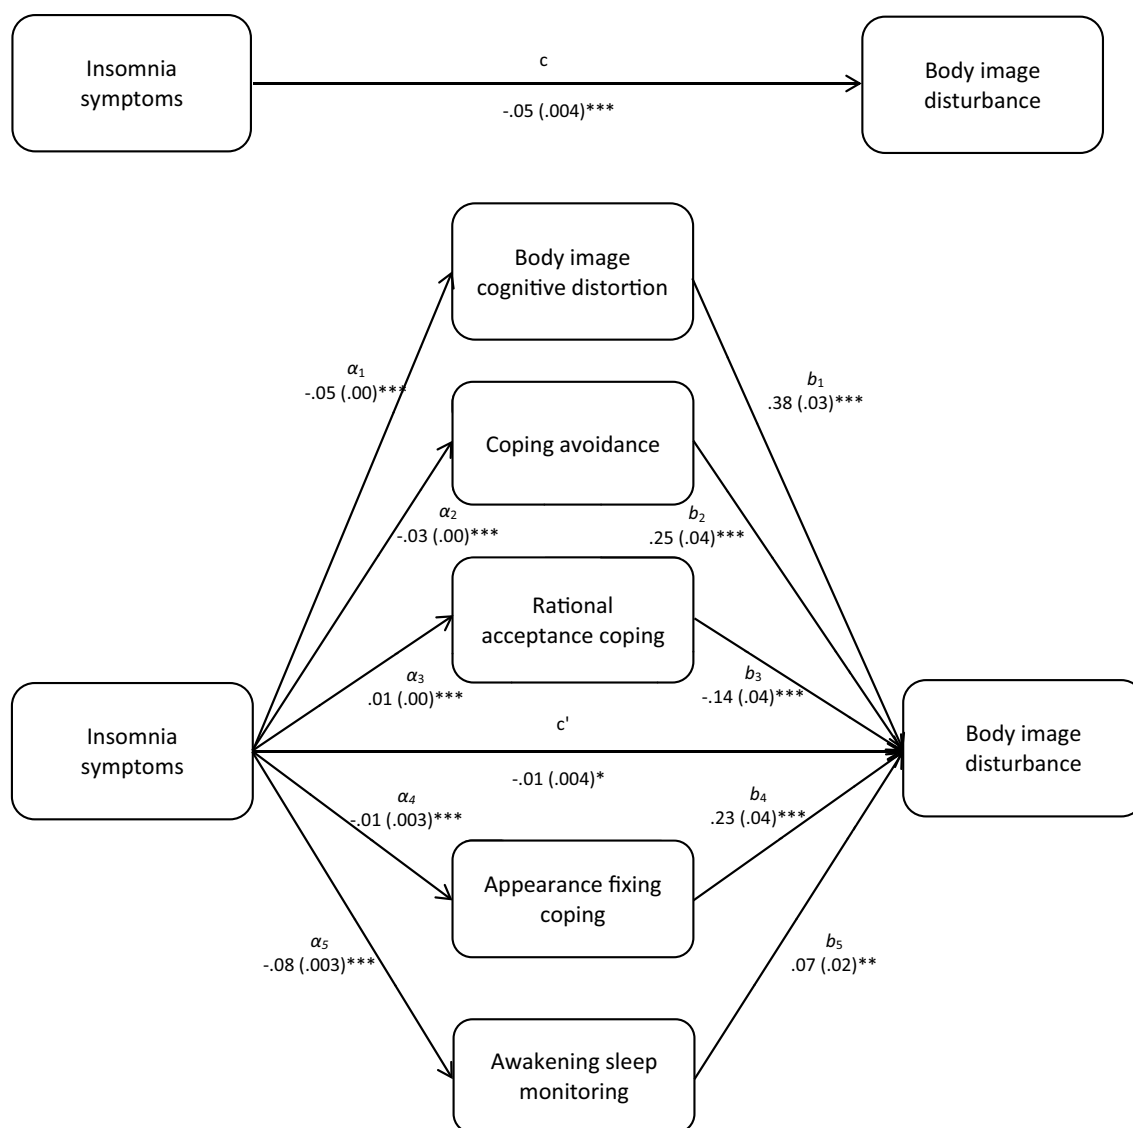 Insomnia
symptoms
c
-.05 (.004)***
Body image
disturbance
Body image
cognitive distortion
α1
-.05 (.00)***
b1
.38 (.03)***
Coping avoidance
α2
-.03 (.00)***
b2
.25 (.04)***
Rational
acceptance coping
α3
.01 (.00)***
b3
-.14 (.04)***
Insomnia
symptoms
c'
-.01 (.004)*
Body image
disturbance
α4
-.01 (.003)***
b4
.23 (.04)***
Appearance fixing
coping
α5
-.08 (.003)***
b5
.07 (.02)**
Awakening sleep
monitoring